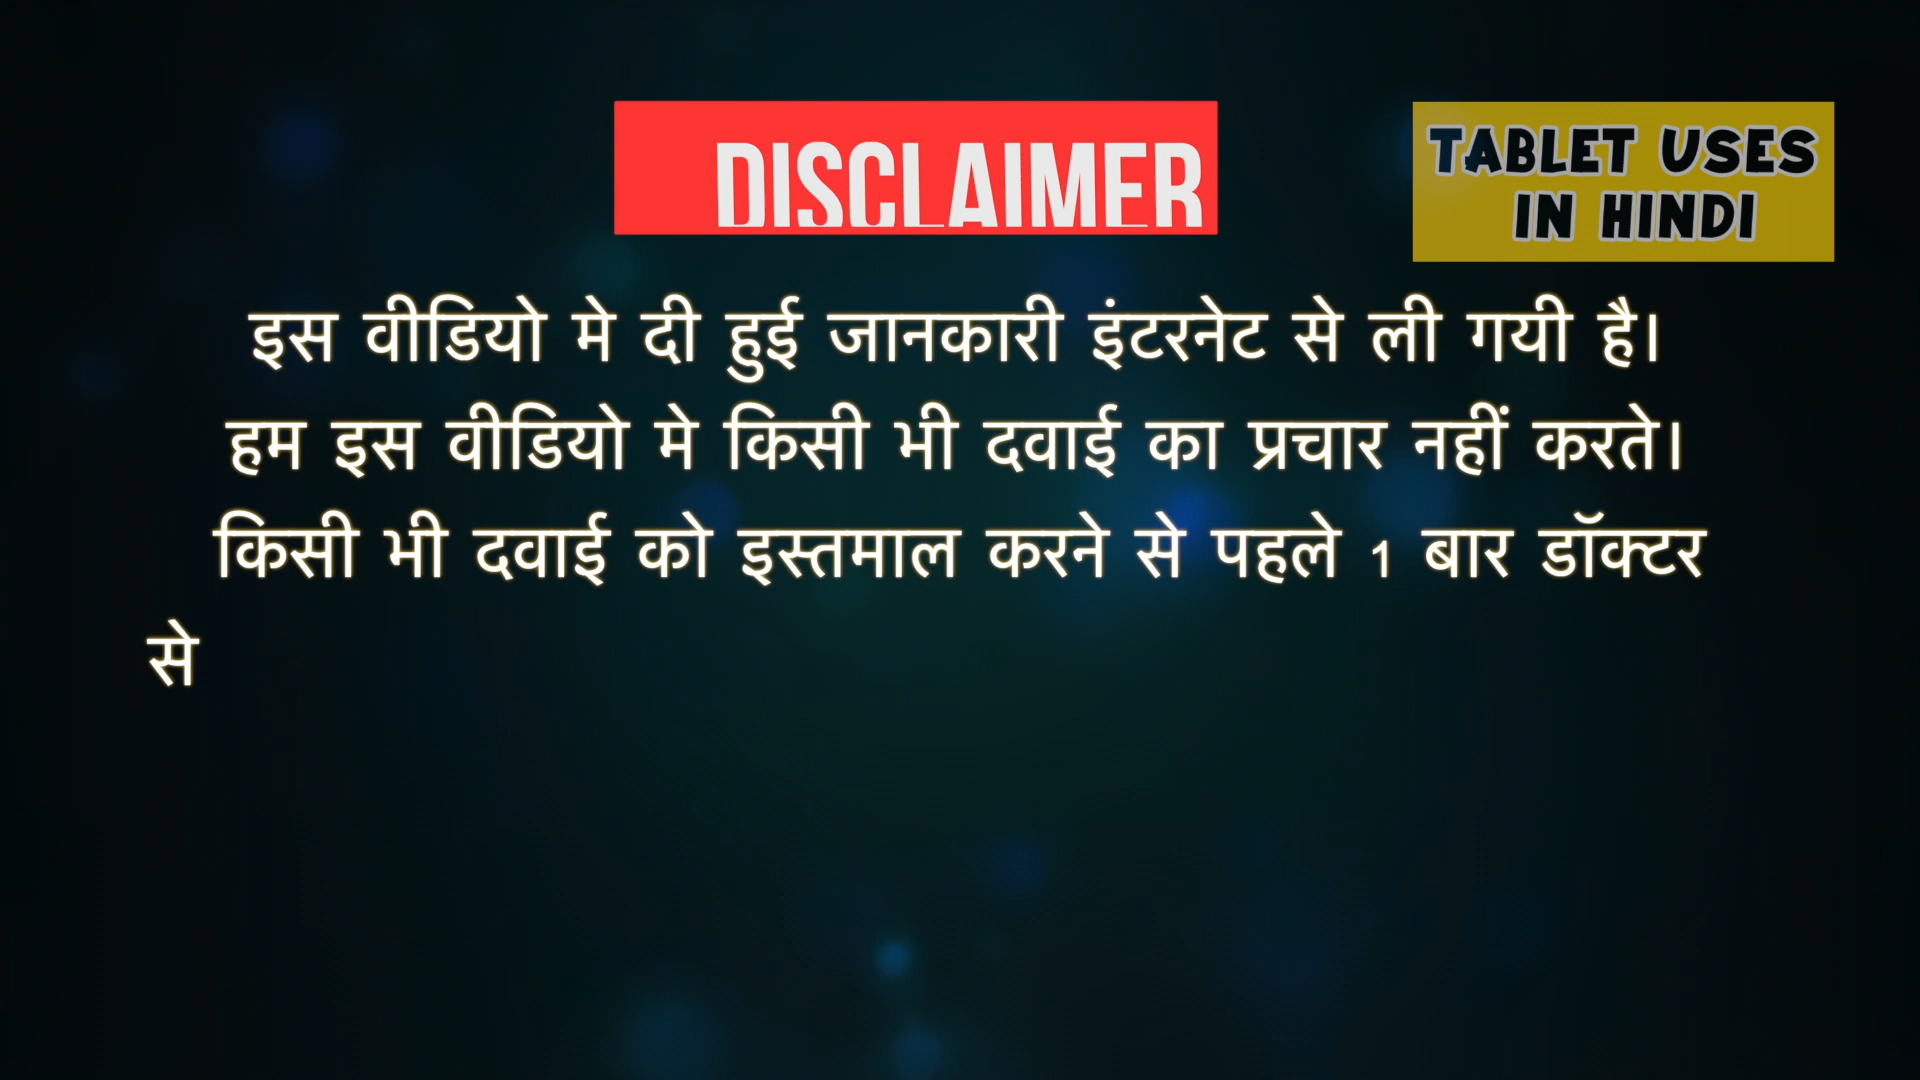 DISCLAIMER
TABLET USES
IN HINDI
इस वीडियो मे दी हुई जानकारी इंटरनेट से ली गयी है।
हम इस वीडियो मे किसी भी दवाई का प्रचार नहीं करते।
किसी भी दवाई को इस्तमाल करने से पहले 1 बार डॉक्टर
से